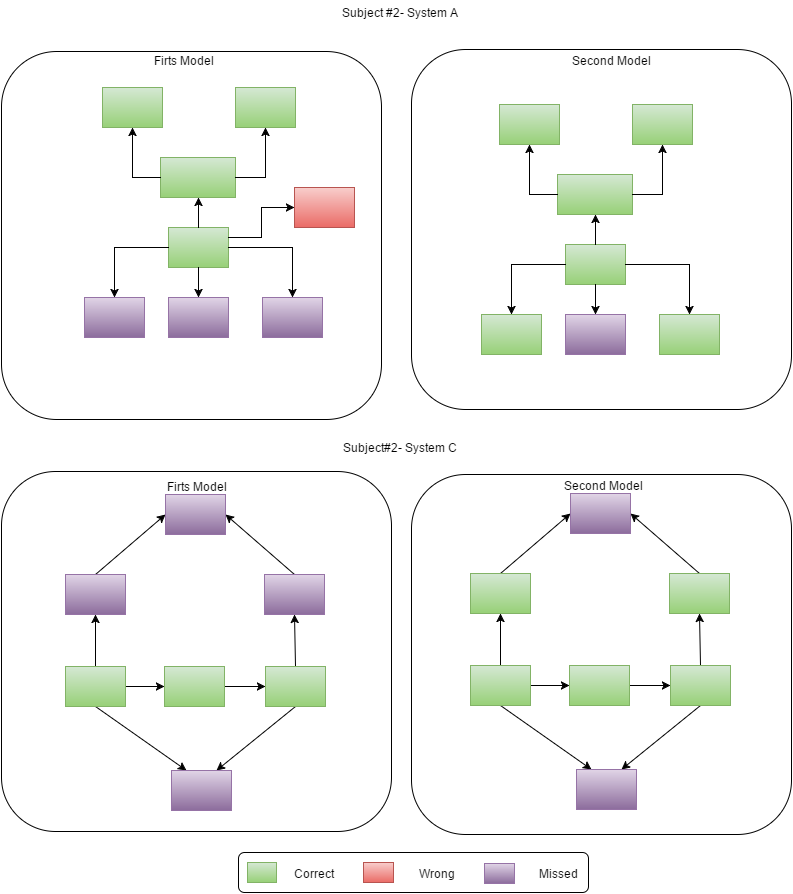 Subject #2- System A
Firts Model
Second Model
Subject#2- System C
Firts Model
Second Model
Correct
Wrong
Missed